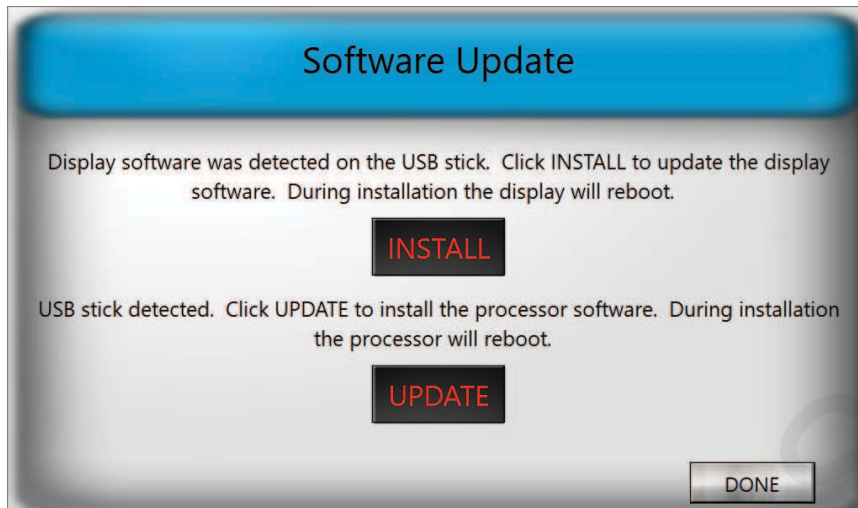 Software Update
Display software was detected on the USB stick.  Click INSTALL to update the display
software.  During installation the display will reboot.
INSTALL
USB stick detected.  Click UPDATE to install the processor software.  During installation
the processor will reboot.
UPDATE
DONE